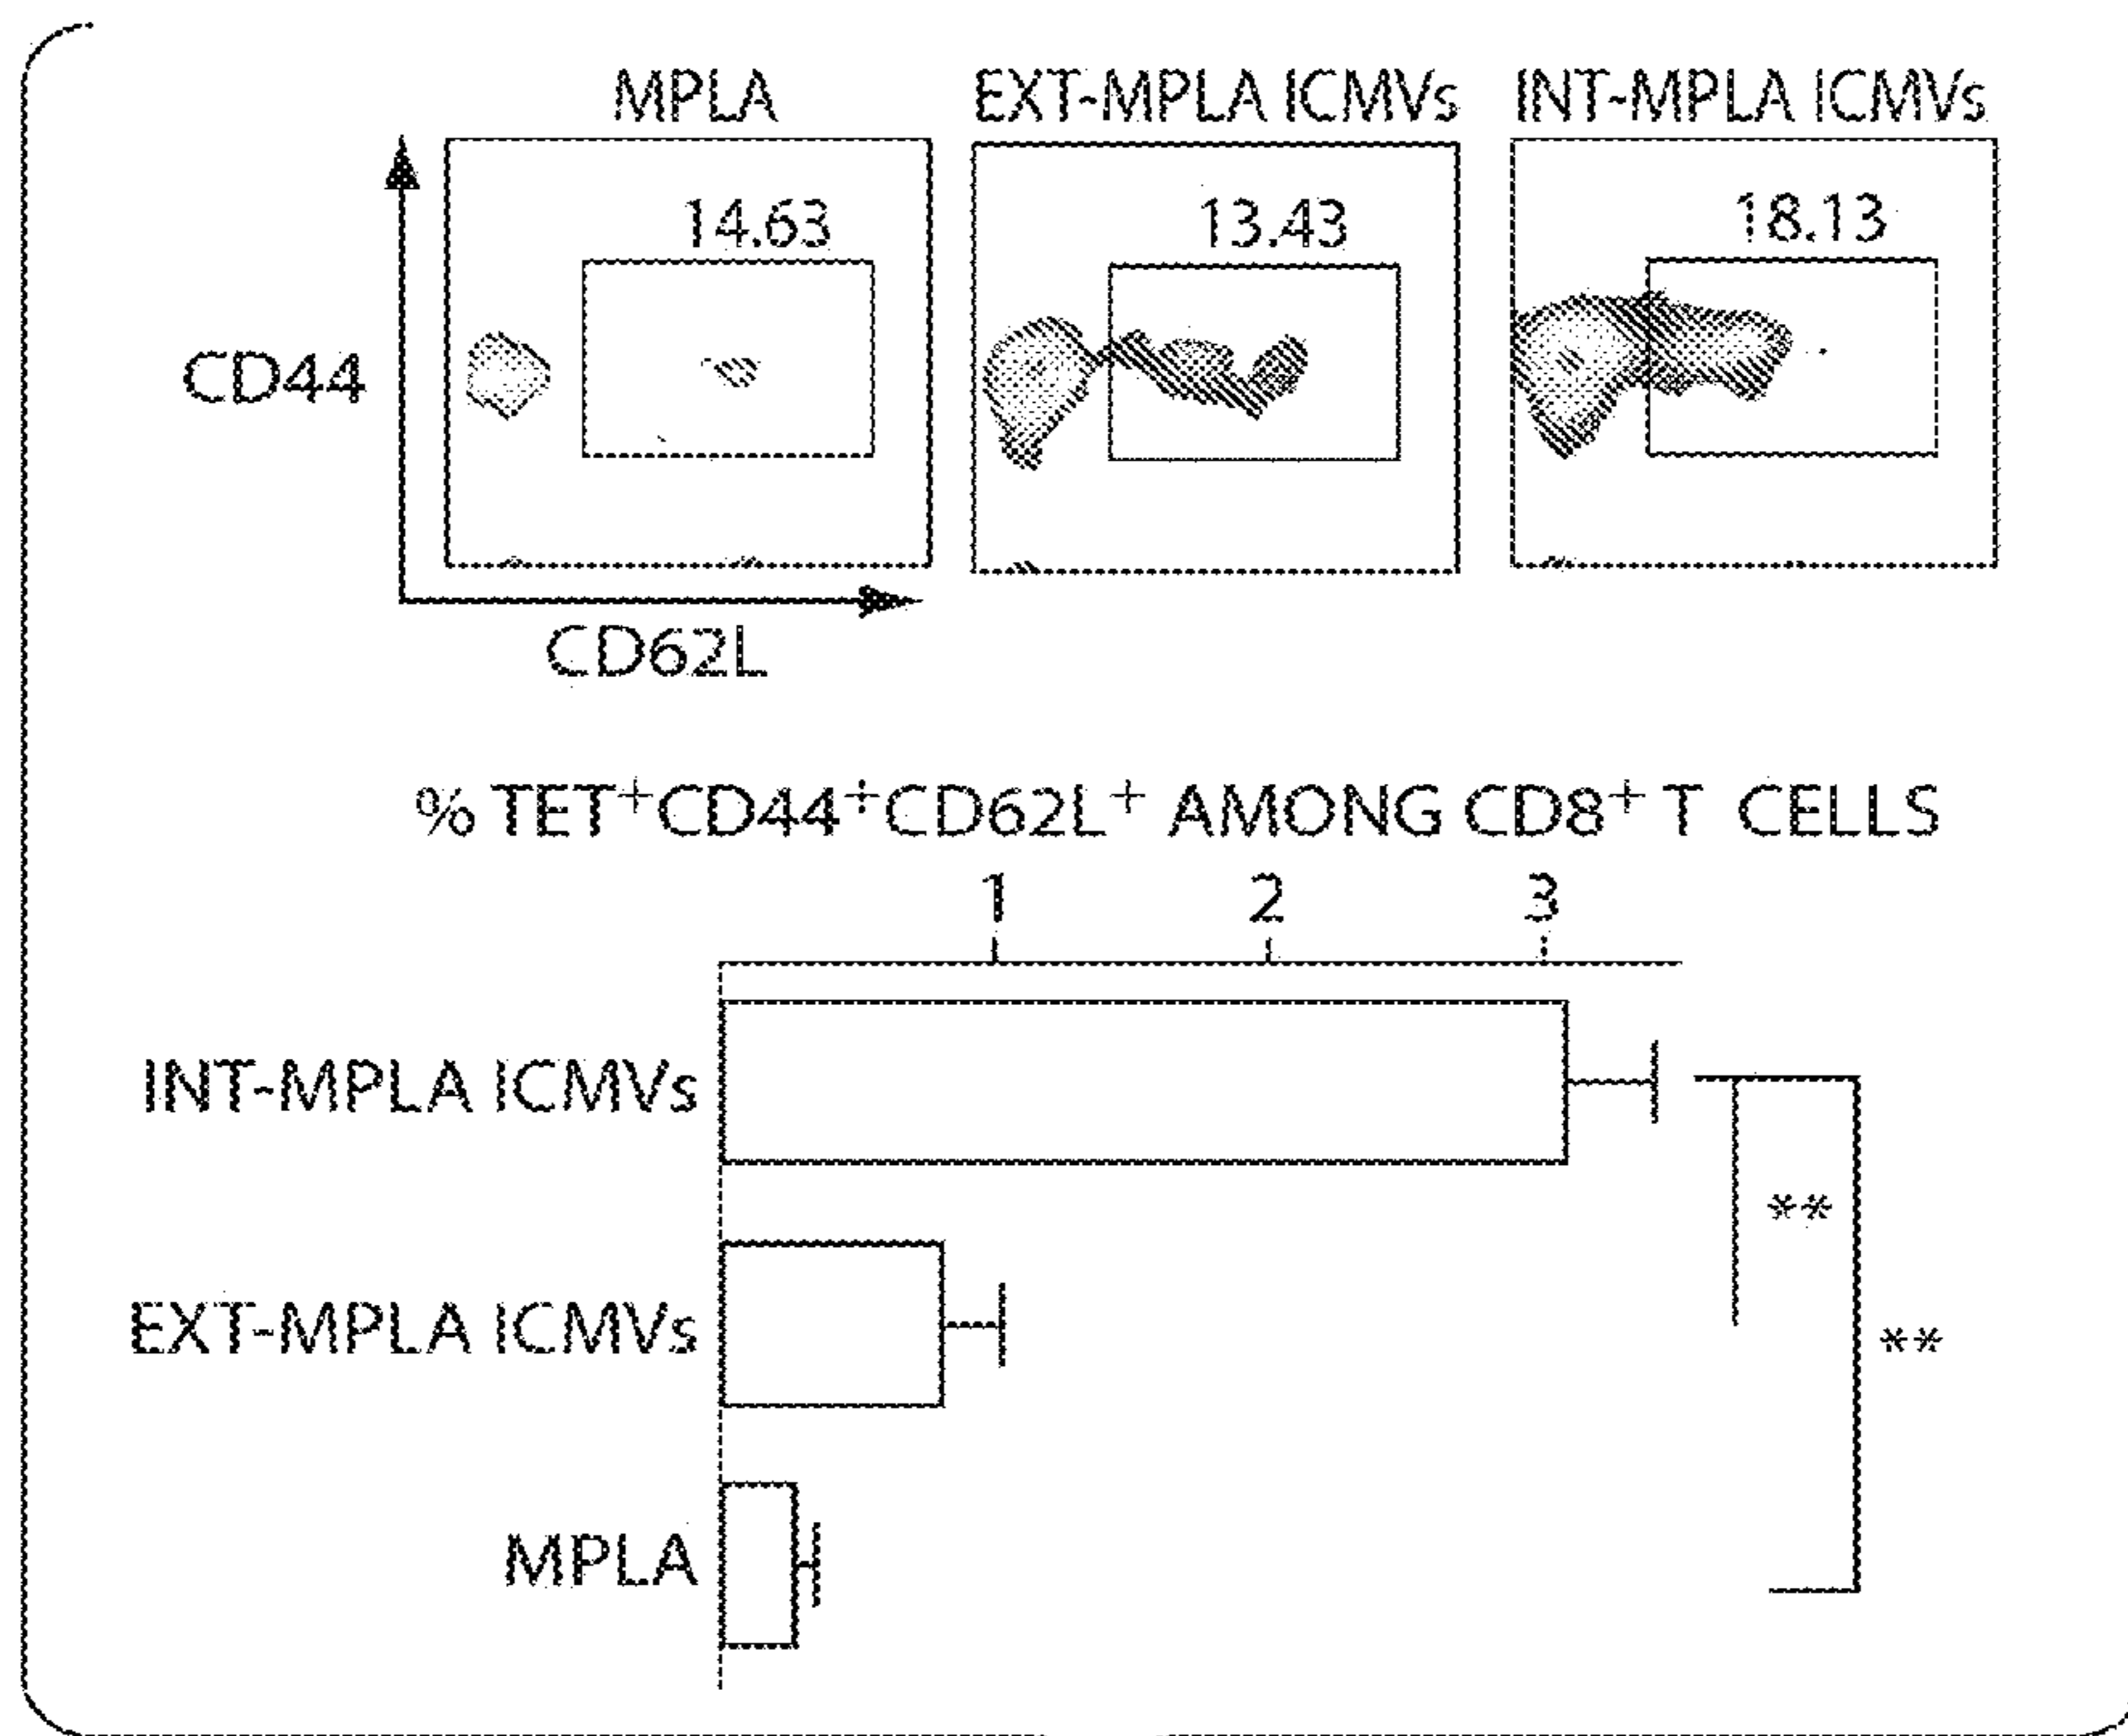 MPLA EXT-MPLA ICMVs INT-MPLA ICMVs
14.63 13.43 18.13
CD44
CD62L
% TET⁺CD44⁺CD62L⁺ AMONG CD8⁺ T CELLS
1 2 3
INT-MPLA ICMVs
**
EXT-MPLA ICMVs
**
MPLA